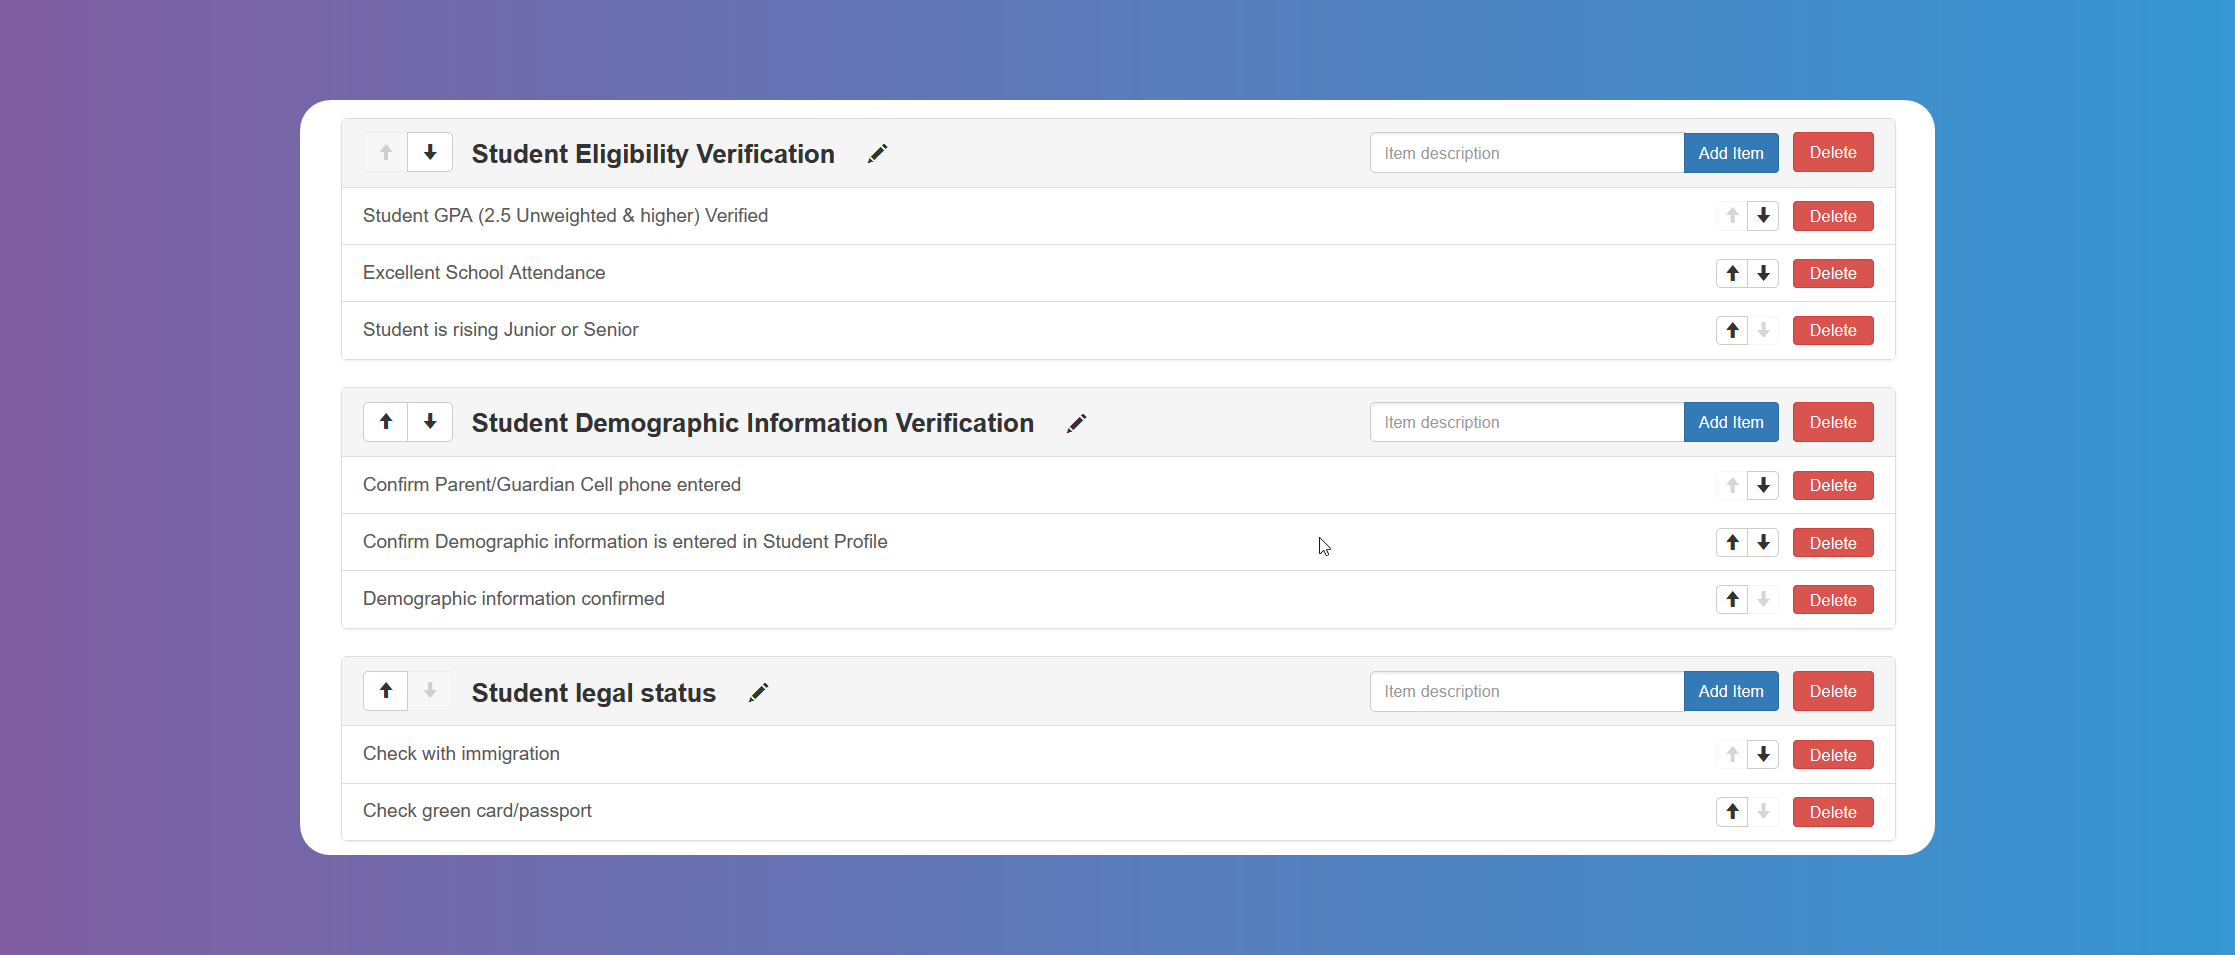 Student Eligibility Verification Item description Add Item Delete
Student GPA (2.5 Unweighted & higher) Verified Delete
Excellent School Attendance Delete
Student is rising Junior or Senior Delete
Student Demographic Information Verification Item description Add Item Delete
Confirm Parent/Guardian Cell phone entered Delete
Confirm Demographic information is entered in Student Profile Delete
Demographic information confirmed Delete
Student legal status Item description Add Item Delete
Check with immigration Delete
Check green card/passport Delete